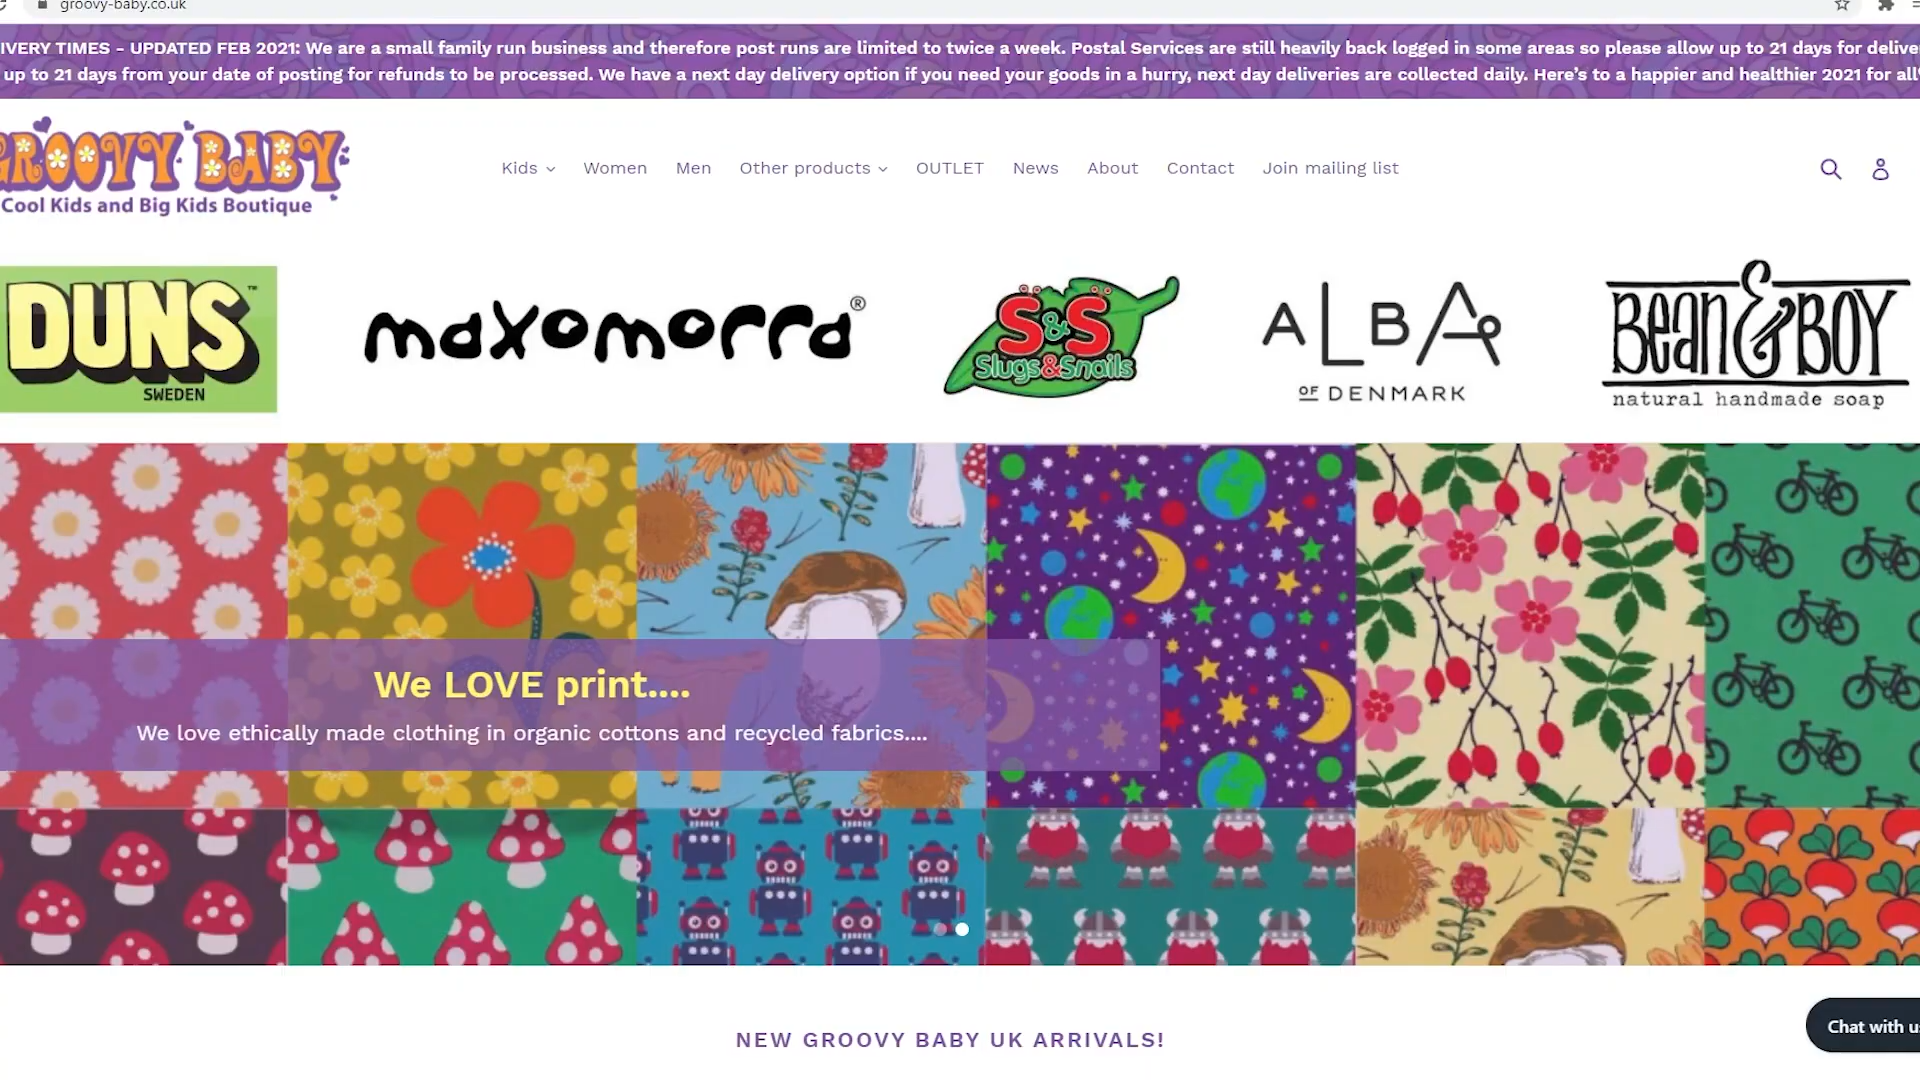 groovy-baby.co.uk
IVERY TIMES - UPDATED FEB 2021: We are a small family run business and therefore post runs are limited to twice a week. Postal Services are still heavily back logged in some areas so please allow up to 21 days for delive
up to 21 days from your date of posting for refunds to be processed. We have a next day delivery option if you need your goods in a hurry, next day deliveries are collected daily. Here's to a happier and healthier 2021 for all
GROOVY BABY
Cool Kids and Big Kids Boutique
Kids Women Men Other products OUTLET News About Contact Join mailing list
DUNS™
SWEDEN
maxomorra®
S&S
Slugs&Snails
ALBA
OF DENMARK
Bean & BOY
natural handmade soap
We LOVE print....
We love ethically made clothing in organic cottons and recycled fabrics....
NEW GROOVY BABY UK ARRIVALS!
Chat with u